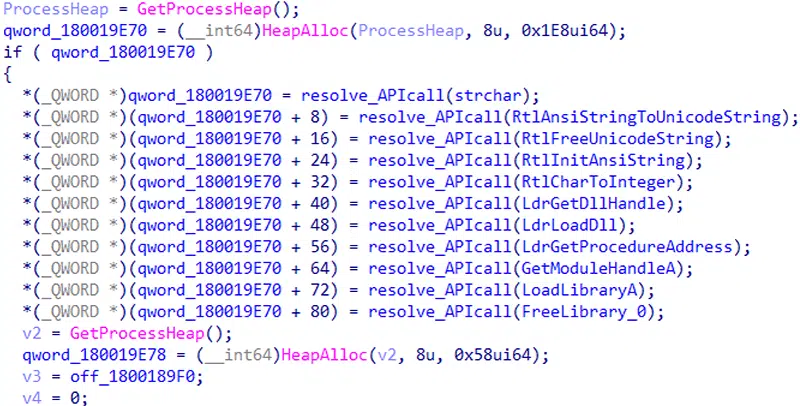 ProcessHeap = GetProcessHeap();
qword_180019E70 = (__int64)HeapAlloc(ProcessHeap, 8u, 0x1E8ui64);
if ( qword_180019E70 )
{
*(_QWORD *)qword_180019E70 = resolve_APIcall(strchar);
*(_QWORD *)(qword_180019E70 + 8) = resolve_APIcall(RtlAnsiStringToUnicodeString);
*(_QWORD *)(qword_180019E70 + 16) = resolve_APIcall(RtlFreeUnicodeString);
*(_QWORD *)(qword_180019E70 + 24) = resolve_APIcall(RtlInitAnsiString);
*(_QWORD *)(qword_180019E70 + 32) = resolve_APIcall(RtlCharToInteger);
*(_QWORD *)(qword_180019E70 + 40) = resolve_APIcall(LdrGetDllHandle);
*(_QWORD *)(qword_180019E70 + 48) = resolve_APIcall(LdrLoadDll);
*(_QWORD *)(qword_180019E70 + 56) = resolve_APIcall(LdrGetProcedureAddress);
*(_QWORD *)(qword_180019E70 + 64) = resolve_APIcall(GetModuleHandleA);
*(_QWORD *)(qword_180019E70 + 72) = resolve_APIcall(LoadLibraryA);
*(_QWORD *)(qword_180019E70 + 80) = resolve_APIcall(FreeLibrary_0);
v2 = GetProcessHeap();
qword_180019E78 = (__int64)HeapAlloc(v2, 8u, 0x58ui64);
v3 = off_1800189F0;
v4 = 0;